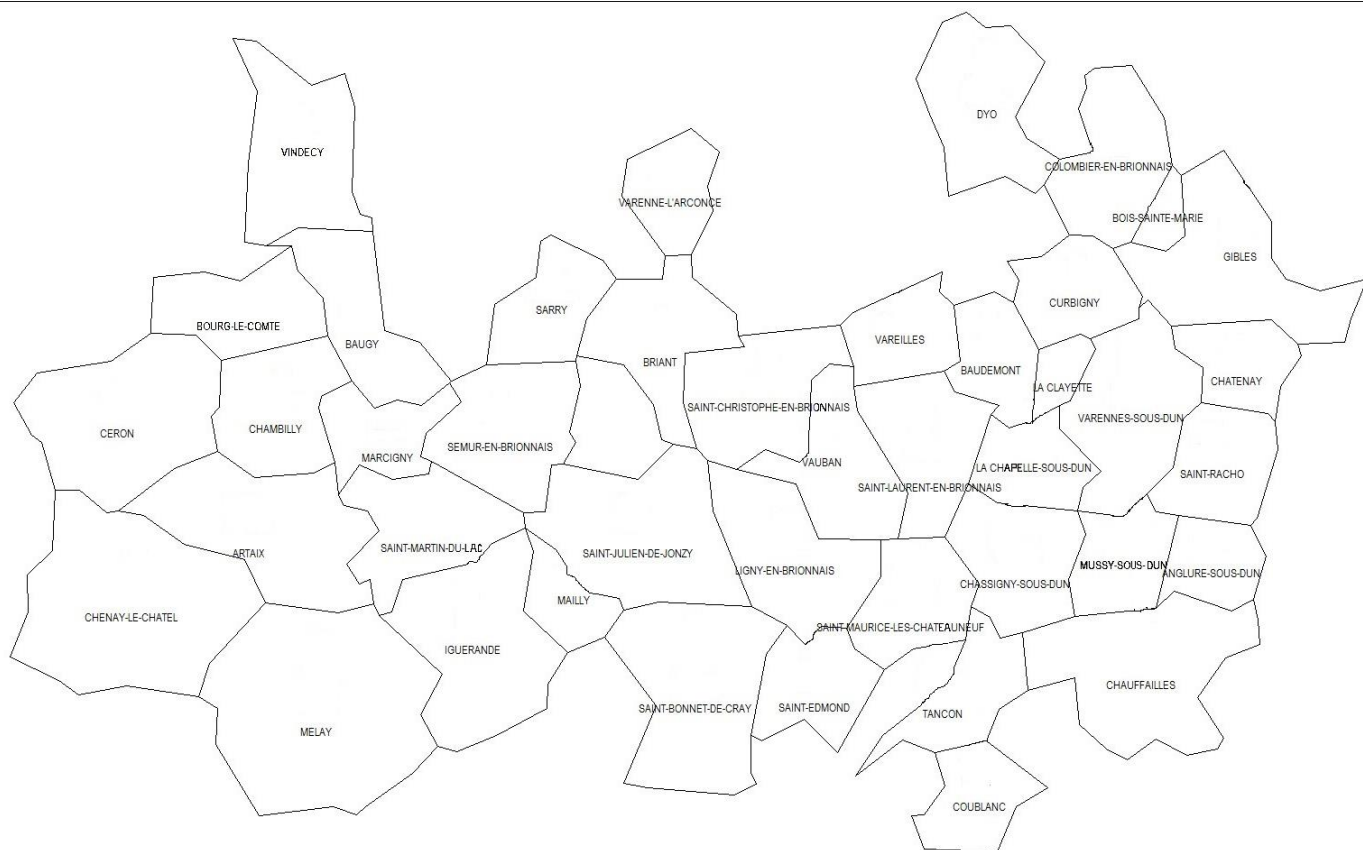 DYO
VINDECY
COLOMBIER-EN-BRIONNAIS
VARENNE-L'ARCONCE
BOIS-SAINTE-MARIE
GIBLES
CURBIGNY
SARRY
BOURG-LE-COMTE
VAREILLES
BAUGY
BRIANT
BAUDEMONT
CHATENAY
LA CLAYETTE
SAINT-CHRISTOPHE-EN-BRIONNAIS
VARENNES-SOUS-DUN
CHAMBILLY
CERON
SEMUR-EN-BRIONNAIS
MARCIGNY
VAUBAN
LA CHAPELLE-SOUS-DUN
SAINT-RACHO
SAINT-LAURENT-EN-BRIONNAIS
SAINT-MARTIN-DU-LAC
ARTAIX
SAINT-JULIEN-DE-JONZY
MUSSY-SOUS-DUN
LIGNY-EN-BRIONNAIS
ANGLURE-SOUS-DUN
CHASSIGNY-SOUS-DUN
MAILLY
CHENAY-LE-CHATEL
SAINT-MAURICE-LES-CHATEAUNEUF
IGUERANDE
CHAUFFAILLES
SAINT-BONNET-DE-CRAY
SAINT-EDMOND
TANCON
MELAY
COUBLANC